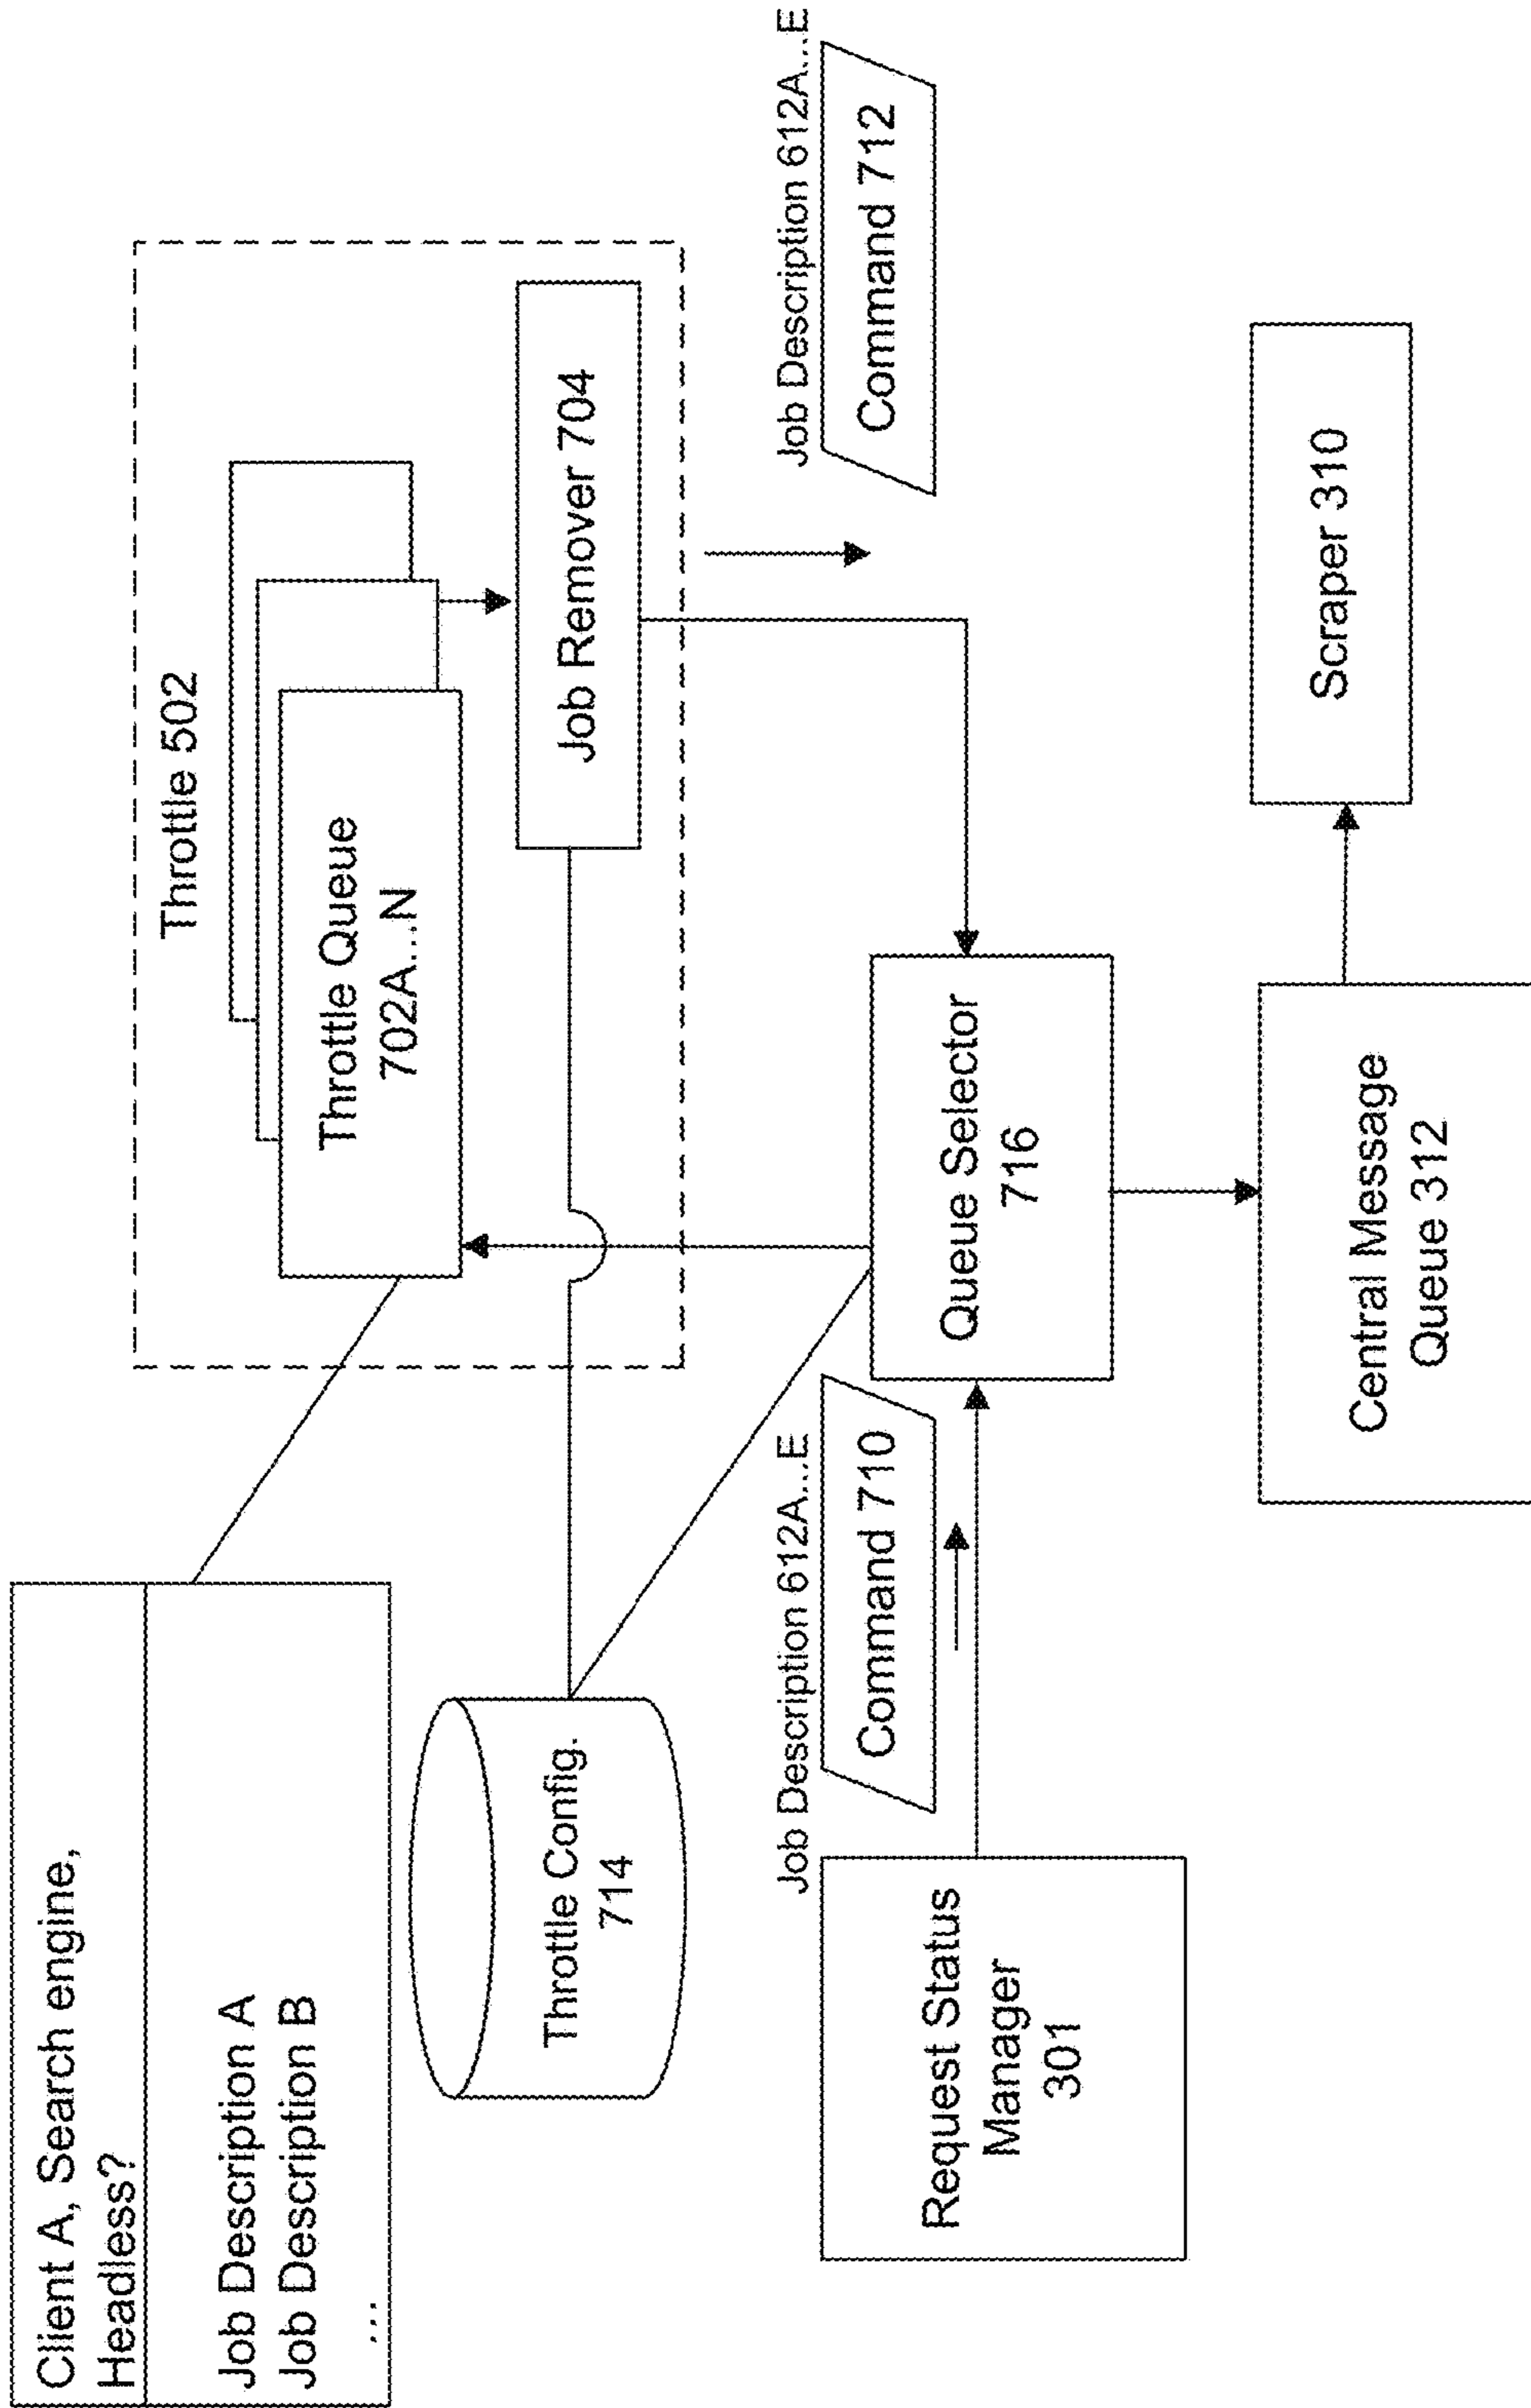 Client A, Search engine,
Headless?
Job Description A
Job Description B
...
Throttle 502
Throttle Queue
702A...N
Job Remover 704
Throttle Config.
714
Job Description 612A...E
Command 710
Job Description 612A...E
Command 712
Request Status
Manager
301
Queue Selector
716
Central Message
Queue 312
Scraper 310